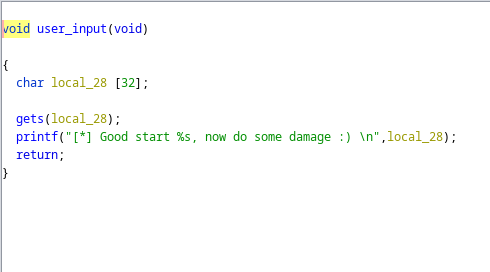 void user_input(void)
{
char local_28 [32];
gets(local_28);
printf("[*] Good start %s, now do some damage :) \n",local_28);
return;
}